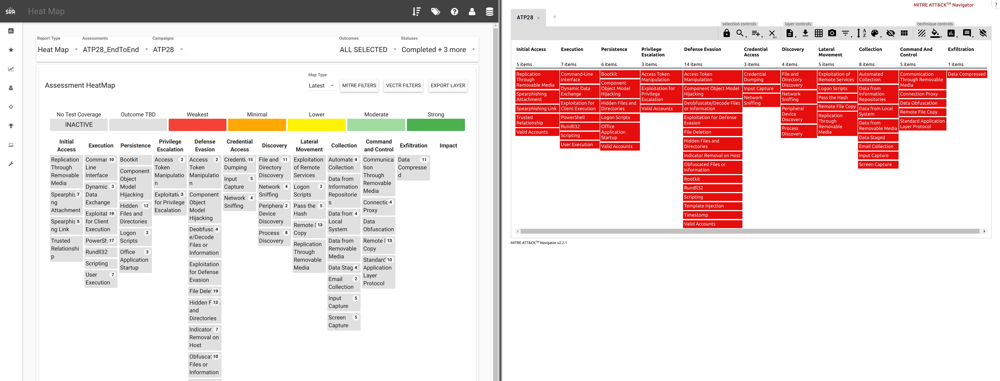 SRA
Heat Map
Report Type
Heat Map
Assessments
ATP28_EndToEnd
Campaigns
ATP28
Outcomes
ALL SELECTED
Statuses
Completed + 3 more
Assessment HeatMap
Map Type
Latest
MITRE FILTERS
VECTR FILTERS
EXPORT LAYER
No Test Coverage
Outcome TBD
Weakest
Minimal
Lower
Moderate
Strong
INACTIVE
Initial
Access
Replication
Through
Removable
Media
Spearphis 7
ng
Attachment
Spearphis 5
ng Link
Trusted
Relationshi
p
Execution
Comman 10
Line
Interface
Dynamic 3
Data
Exchange
Exploitat 19
for Client
Execution
PowerSh 17
Rundll32
Scripting
User 7
Execution
Persistence
Bootkit
Component
Object
Model
Hijacking
Hidden 12
Files and
Directories
Logon 2
Scripts
Office 3
Application
Startup
Privilege
Escalation
Access 2
Token
Manipulatio
n
Exploitatio 3
for Privilege
Escalation
Defense
Evasion
Access 2
Token
Manipulatio
n
Component
Object
Model
Hijacking
Deobfusc 4
e/Decode
Files or
Information
Exploitation
for Defense
Evasion
File Dele 19
Hidden F 12
and
Directories
Indicator 7
Removal on
Host
Obfuscat 10
Files or
Information
Credential
Access
Credentia 15
Dumping
Input 5
Capture
Network 4
Sniffing
Discovery
File and 11
Directory
Discovery
Network 4
Sniffing
Peripheral 2
Device
Discovery
Process 8
Discovery
Lateral
Movement
Exploitation
of Remote
Services
Logon 2
Scripts
Pass the 5
Hash
Remote F 13
Copy
Replication
Through
Removable
Media
Collection
Automate 4
Collection
Data from
Information
Repositorie
s
Data from 4
Local
System
Data from
Removable
Media
Data Stag 4
Email 2
Collection
Input 5
Capture
Screen 5
Capture
Command
and Control
Communica
tion
Through
Removable
Media
Connectio 4
Proxy
Data
Obfuscation
Remote F 13
Copy
Standard 10
Application
Layer
Protocol
Exfiltration
Data 11
Compresse
d
Impact
MITRE ATT&CK™ Navigator
?
ATP28 x
+
selection controls
layer controls
technique controls
401
Initial Access
5 items
Replication
Through
Removable Media
Spearphishing
Attachment
Spearphishing Link
Trusted
Relationship
Valid Accounts
Execution
7 items
Command-Line
Interface
Dynamic Data
Exchange
Exploitation for
Client Execution
PowerShell
Rundll32
Scripting
User Execution
Persistence
6 items
Bootkit
Component
Object Model
Hijacking
Hidden Files and
Directories
Logon Scripts
Office
Application
Startup
Valid Accounts
Privilege
Escalation
3 items
Access Token
Manipulation
Exploitation for
Privilege
Escalation
Valid Accounts
Defense Evasion
14 items
Access Token
Manipulation
Component Object Model
Hijacking
Deobfuscate/Decode Files
or Information
Exploitation for Defense
Evasion
File Deletion
Hidden Files and
Directories
Indicator Removal on Host
Obfuscated Files or
Information
Rootkit
Rundll32
Scripting
Template Injection
Timestomp
Valid Accounts
Credential
Access
3 items
Credential
Dumping
Input Capture
Network
Sniffing
Discovery
4 items
File and
Directory
Discovery
Network
Sniffing
Peripheral
Device
Discovery
Process
Discovery
Lateral
Movement
5 items
Exploitation of
Remote Services
Logon Scripts
Pass the Hash
Remote File Copy
Replication
Through
Removable
Media
Collection
8 items
Automated
Collection
Data from
Information
Repositories
Data from Local
System
Data from
Removable Media
Data Staged
Email Collection
Input Capture
Screen Capture
Command And
Control
5 items
Communication
Through Removable
Media
Connection Proxy
Data Obfuscation
Remote File Copy
Standard Application
Layer Protocol
Exfiltration
1 items
Data Compressed
MITRE ATT&CK™ Navigator v2.2.1